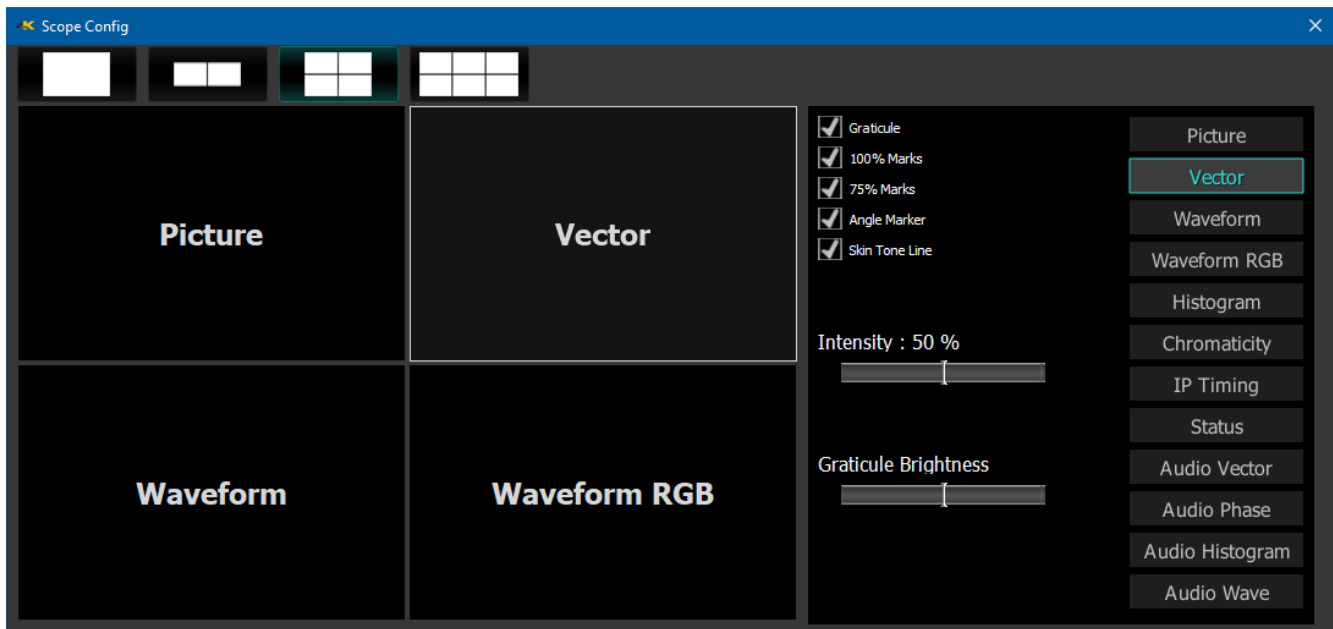 Scope Config
Picture
Vector
Waveform
Waveform RGB
Graticule
100% Marks
75% Marks
Angle Marker
Skin Tone Line
Intensity : 50 %
Graticule Brightness
Picture
Vector
Waveform
Waveform RGB
Histogram
Chromaticity
IP Timing
Status
Audio Vector
Audio Phase
Audio Histogram
Audio Wave